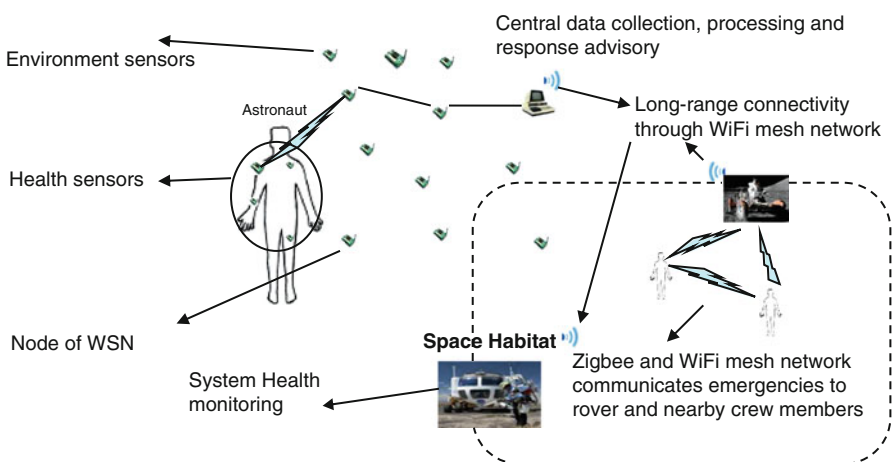 Central data collection, processing and
response advisory
Environment sensors
Astronaut
Long-range connectivity
through WiFi mesh network
Health sensors
Node of WSN
Space Habitat
System Health
monitoring
Zigbee and WiFi mesh network
communicates emergencies to
rover and nearby crew members